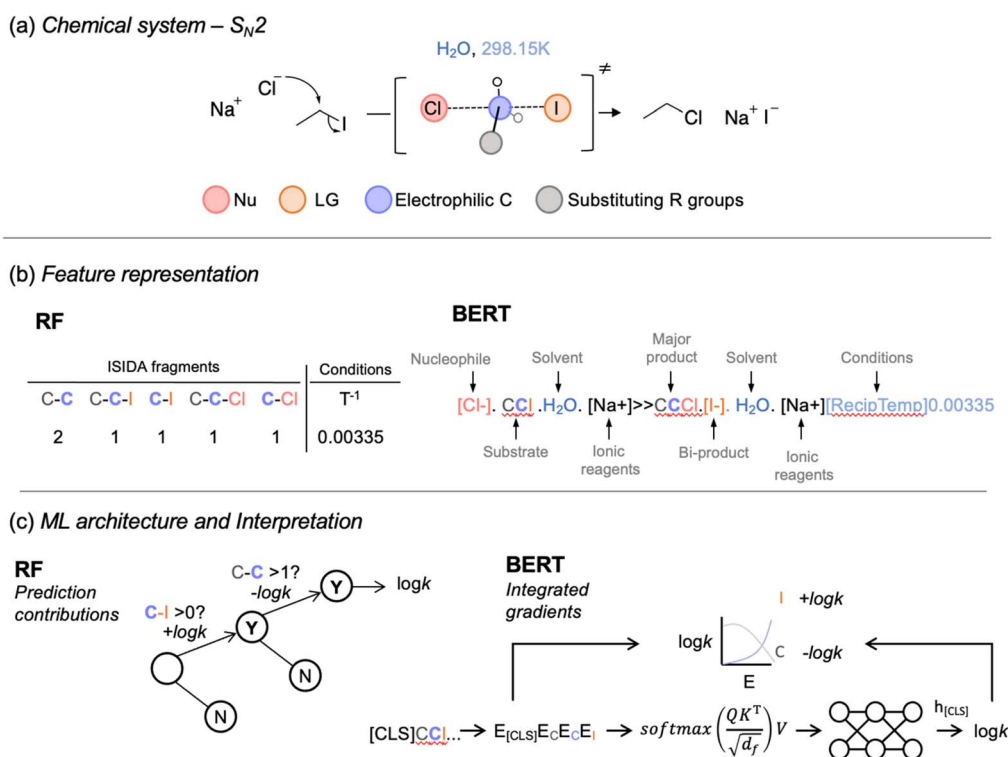 (a) Chemical system – SN2
H2O, 298.15K
≠
Cl⁻
Na⁺
I
Cl
I
Cl
Na⁺ I⁻
Nu
LG
Electrophilic C
Substituting R groups
(b) Feature representation
RF
BERT
ISIDA fragments
Conditions
C-C C-C-I C-I C-C-Cl C-Cl T-1
2 1 1 1 1 0.00335
Nucleophile
Solvent
Major
product
Solvent
Conditions
[Cl-]. CCI .H2O. [Na+]>>CCCl.[I-]. H2O. [Na+][RecipTemp]0.00335
Substrate
Ionic
reagents
Bi-product
Ionic
reagents
(c) ML architecture and Interpretation
RF
Prediction
contributions
C-I >0?
+logk
C-C >1?
-logk
Y
logk
Y
N
N
BERT
Integrated
gradients
I +logk
logk
C -logk
E
[CLS]CCI... E[CLS]ECECEI softmax(QKᵀ/√df)V h[CLS] logk